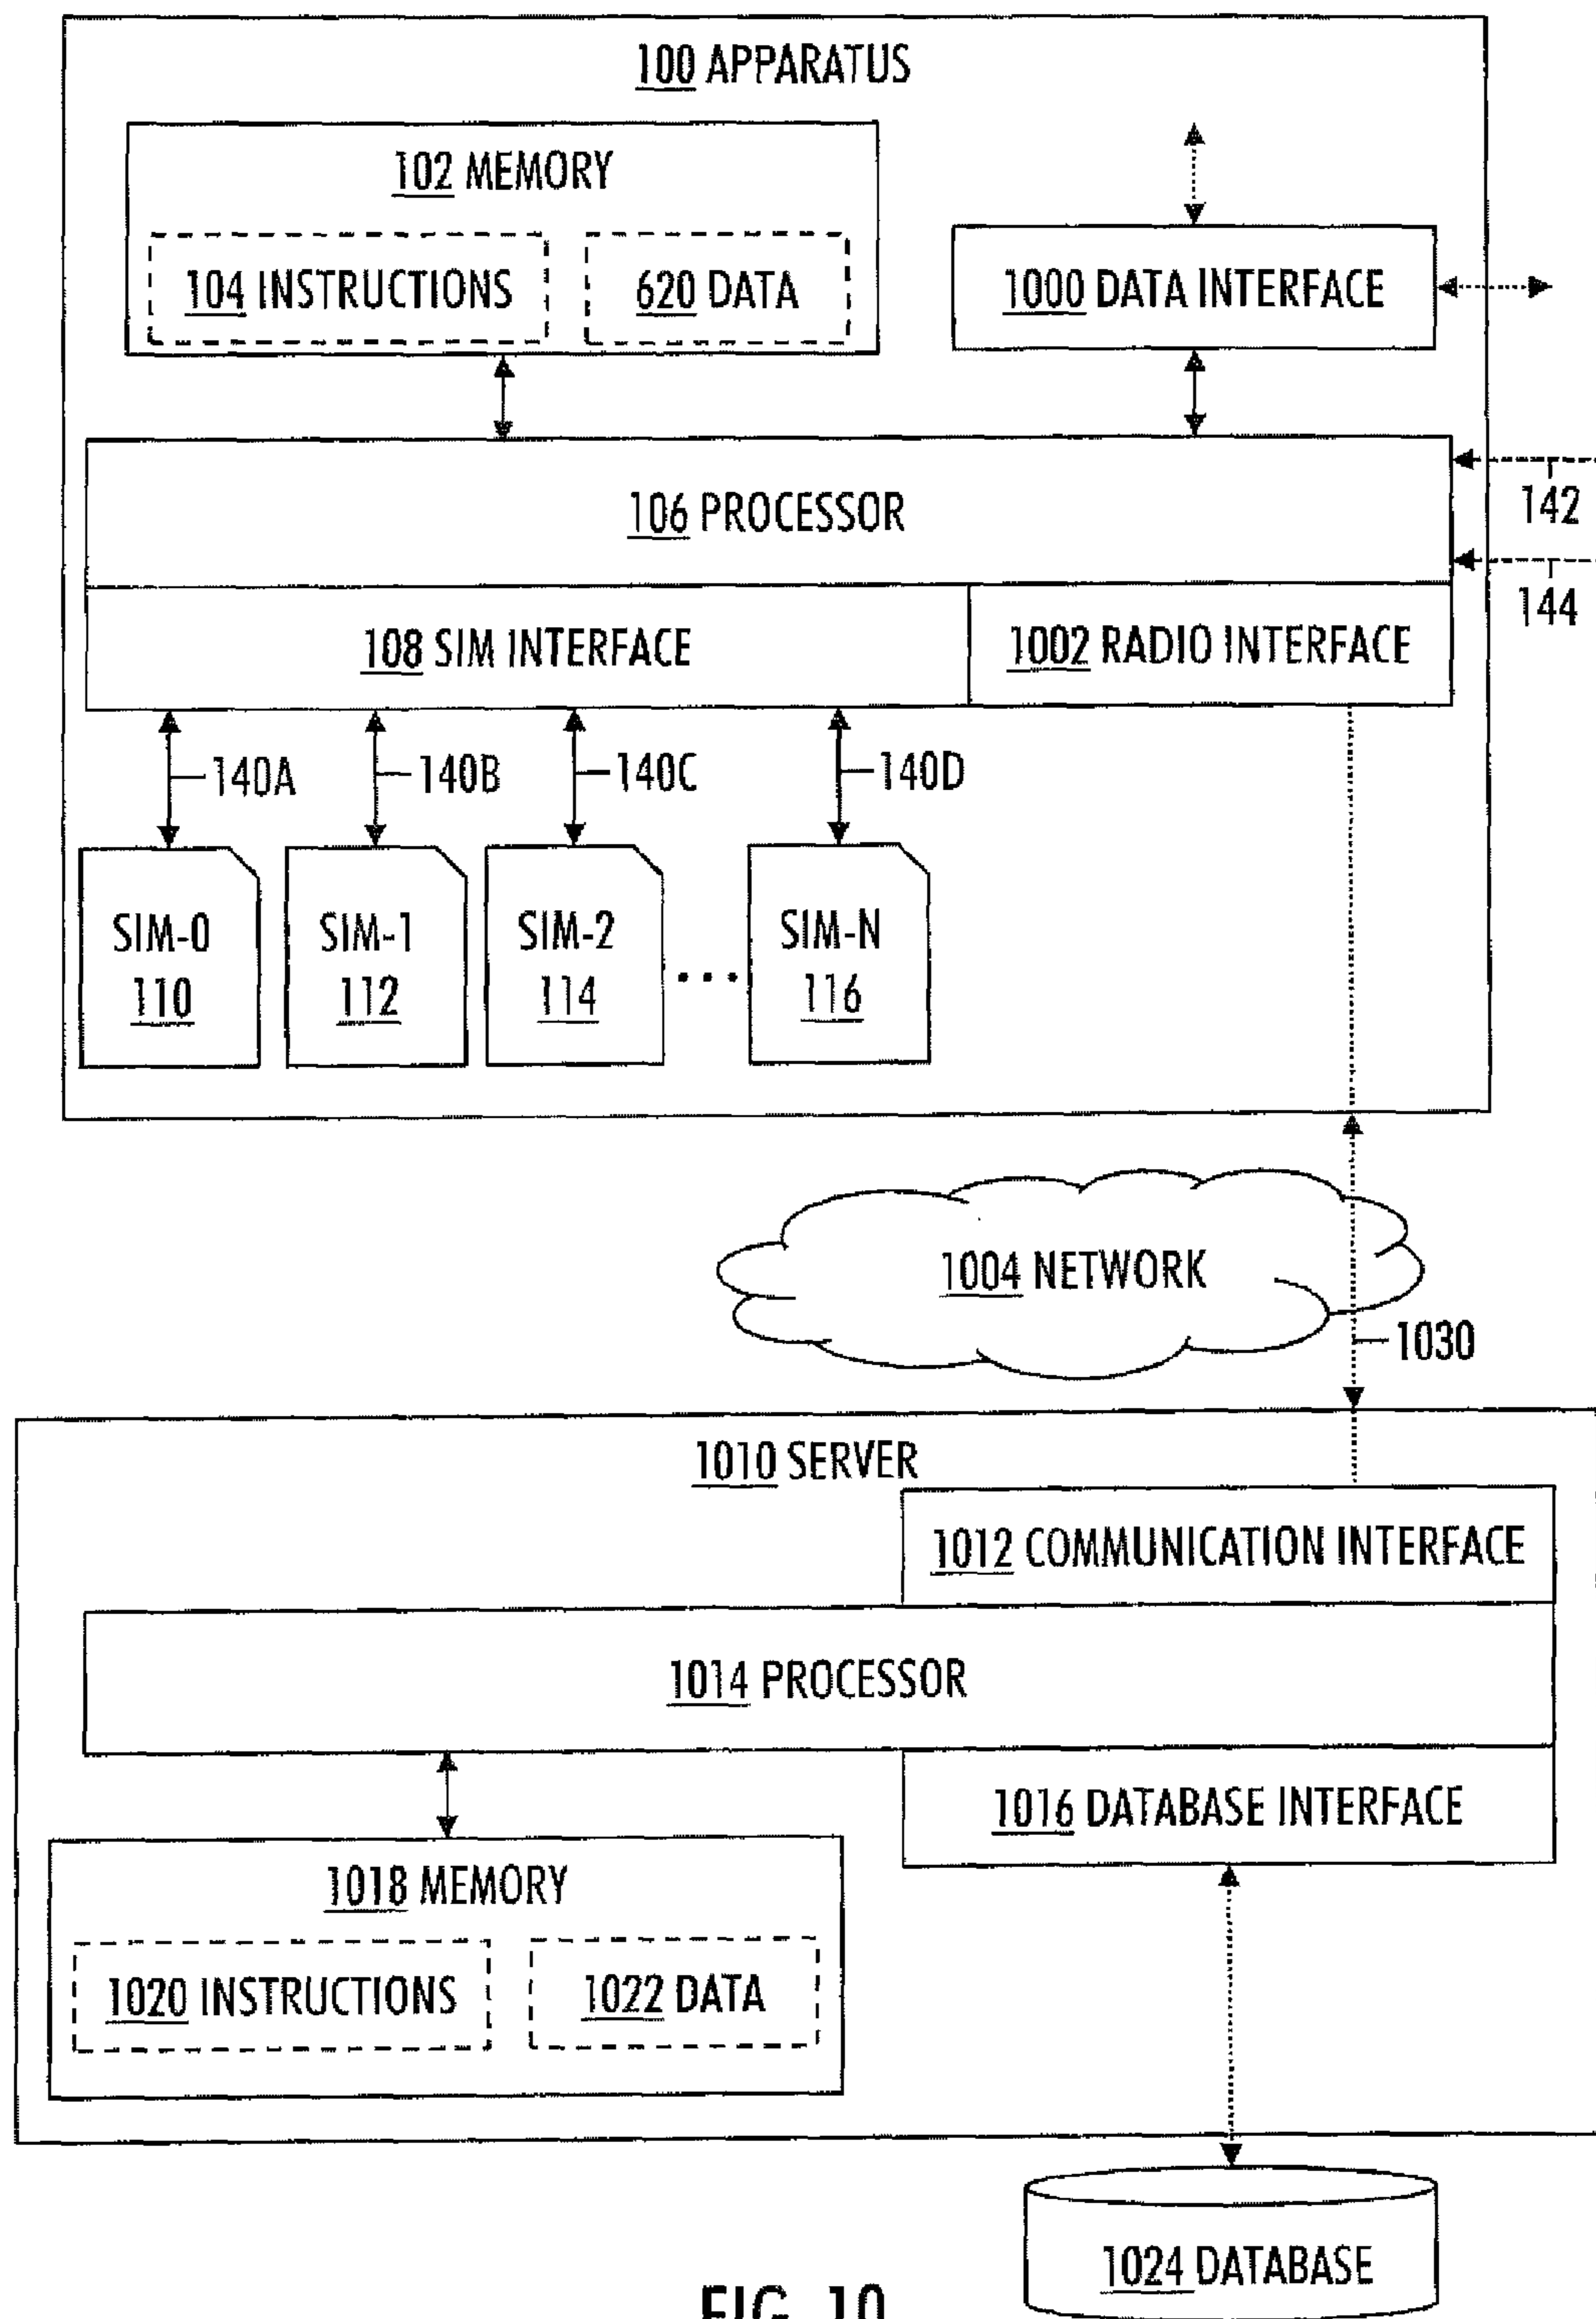 100 APPARATUS
102 MEMORY
104 INSTRUCTIONS
620 DATA
1000 DATA INTERFACE
106 PROCESSOR
142
144
108 SIM INTERFACE
1002 RADIO INTERFACE
140A
140B
140C
140D
SIM-0
110
SIM-1
112
SIM-2
114
...
SIM-N
116
1004 NETWORK
1030
1010 SERVER
1012 COMMUNICATION INTERFACE
1014 PROCESSOR
1016 DATABASE INTERFACE
1018 MEMORY
1020 INSTRUCTIONS
1022 DATA
1024 DATABASE
FIG. 10